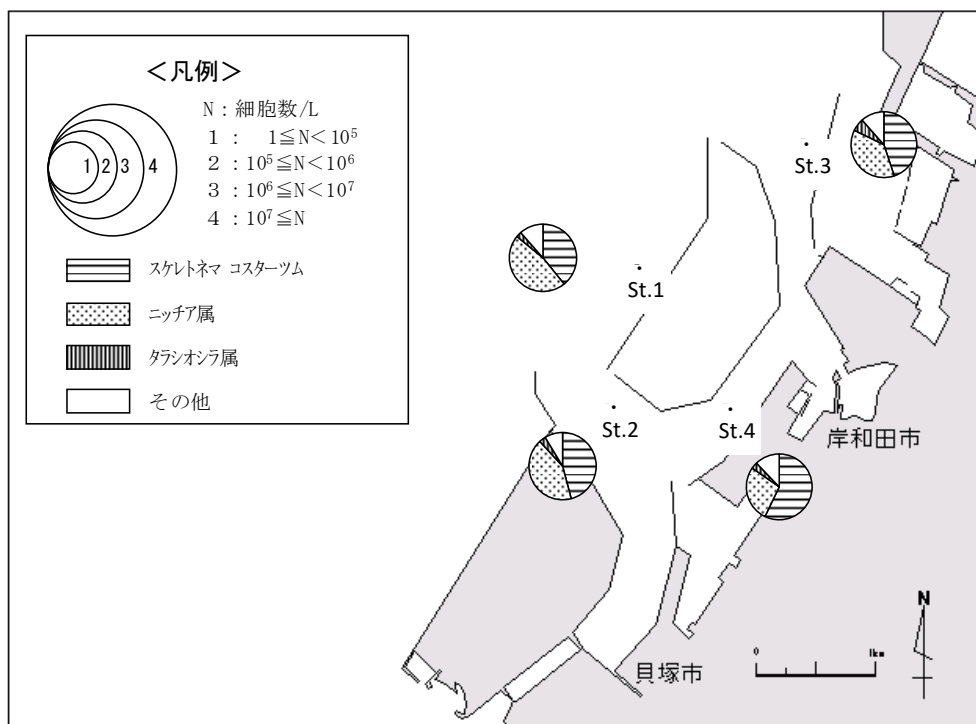 ＜凡例＞
N：細胞数/L
1： 1≦N＜10⁵
2：10⁵≦N＜10⁶
3：10⁶≦N＜10⁷
4：10⁷≦N
1 2 3 4
スケレトネマ コスターツム
ニッチア属
タラシオシラ属
その他
St.3
St.1
St.2
St.4
岸和田市
貝塚市
N
0 1km